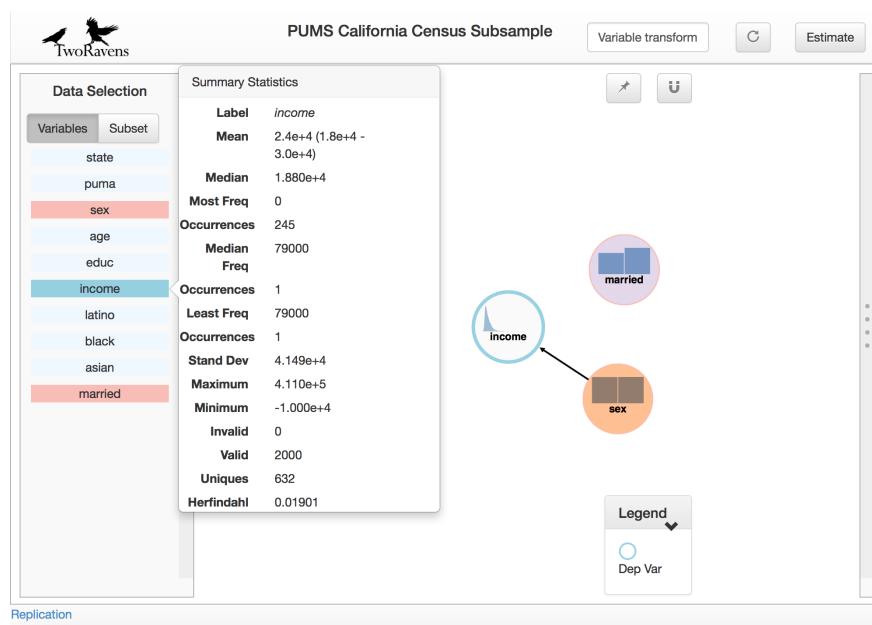 TwoRavens
PUMS California Census Subsample
Variable transform
Estimate
Data Selection
Variables Subset
state
puma
sex
age
educ
income
latino
black
asian
married
Summary Statistics
Label income
Mean 2.4e+4 (1.8e+4 -
3.0e+4)
Median 1.880e+4
Most Freq 0
Occurrences 245
Median 79000
Freq
Occurrences 1
Least Freq 79000
Occurrences 1
Stand Dev 4.149e+4
Maximum 4.110e+5
Minimum -1.000e+4
Invalid 0
Valid 2000
Uniques 632
Herfindahl 0.01901
married
income
sex
Legend
Dep Var
Replication